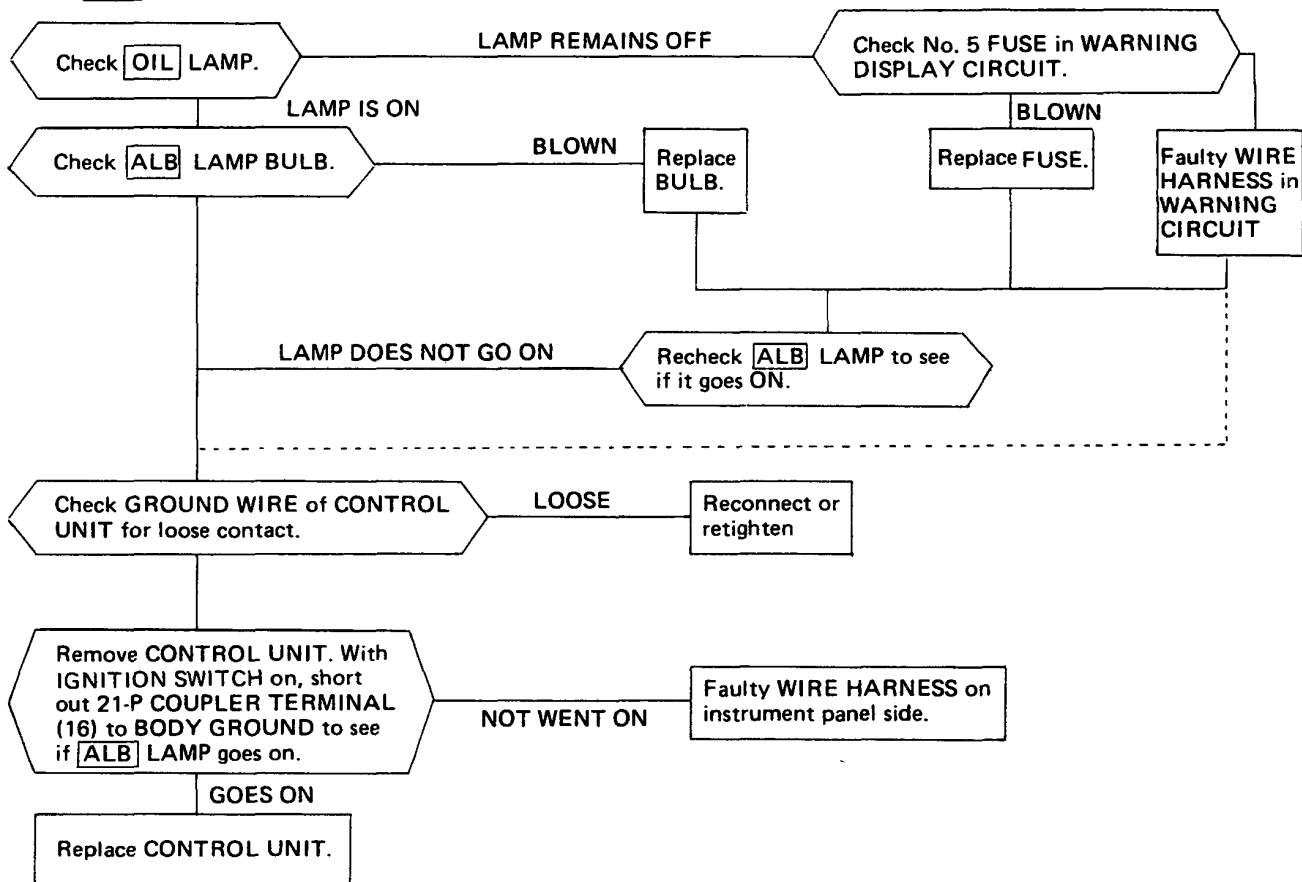 Check OIL LAMP.
LAMP REMAINS OFF
Check No. 5 FUSE in WARNING
DISPLAY CIRCUIT.
LAMP IS ON
BLOWN
Check ALB LAMP BULB.
BLOWN
Replace
BULB.
Replace FUSE.
Faulty WIRE
HARNESS in
WARNING
CIRCUIT
LAMP DOES NOT GO ON
Recheck ALB LAMP to see
if it goes ON.
Check GROUND WIRE of CONTROL
UNIT for loose contact.
LOOSE
Reconnect or
retighten
Remove CONTROL UNIT. With
IGNITION SWITCH on, short
out 21-P COUPLER TERMINAL
(16) to BODY GROUND to see
if ALB LAMP goes on.
NOT WENT ON
Faulty WIRE HARNESS on
instrument panel side.
GOES ON
Replace CONTROL UNIT.